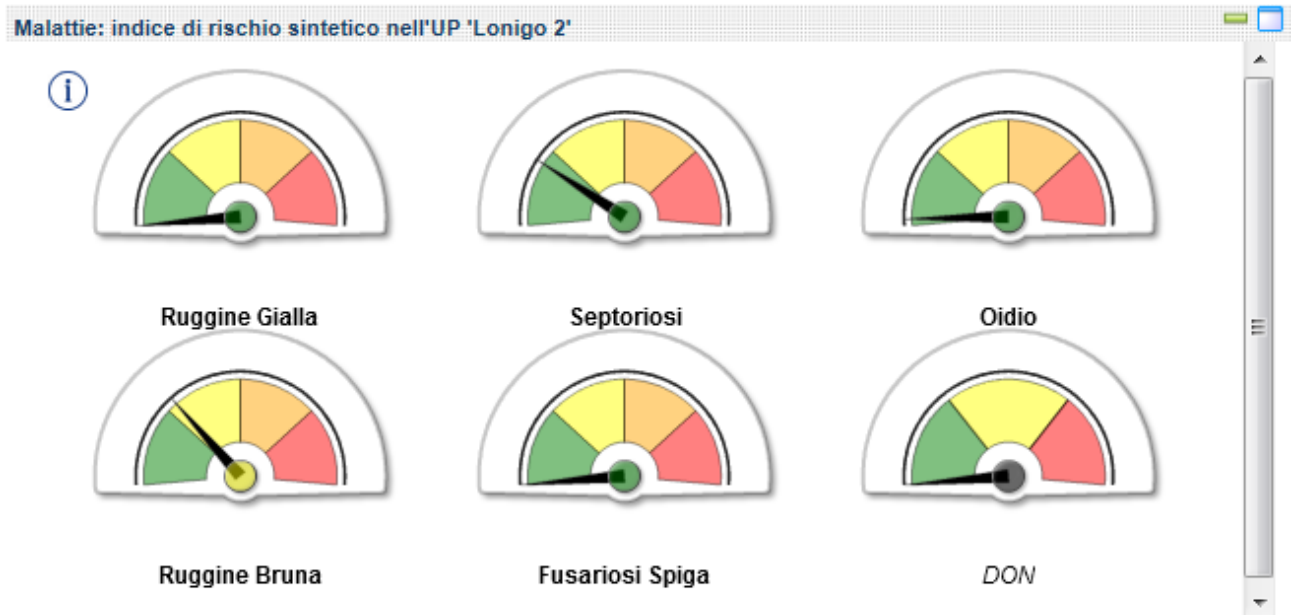 Malattie: indice di rischio sintetico nell'UP 'Lonigo 2'
i
Ruggine Gialla
Septoriosi
Oidio
Ruggine Bruna
Fusariosi Spiga
DON